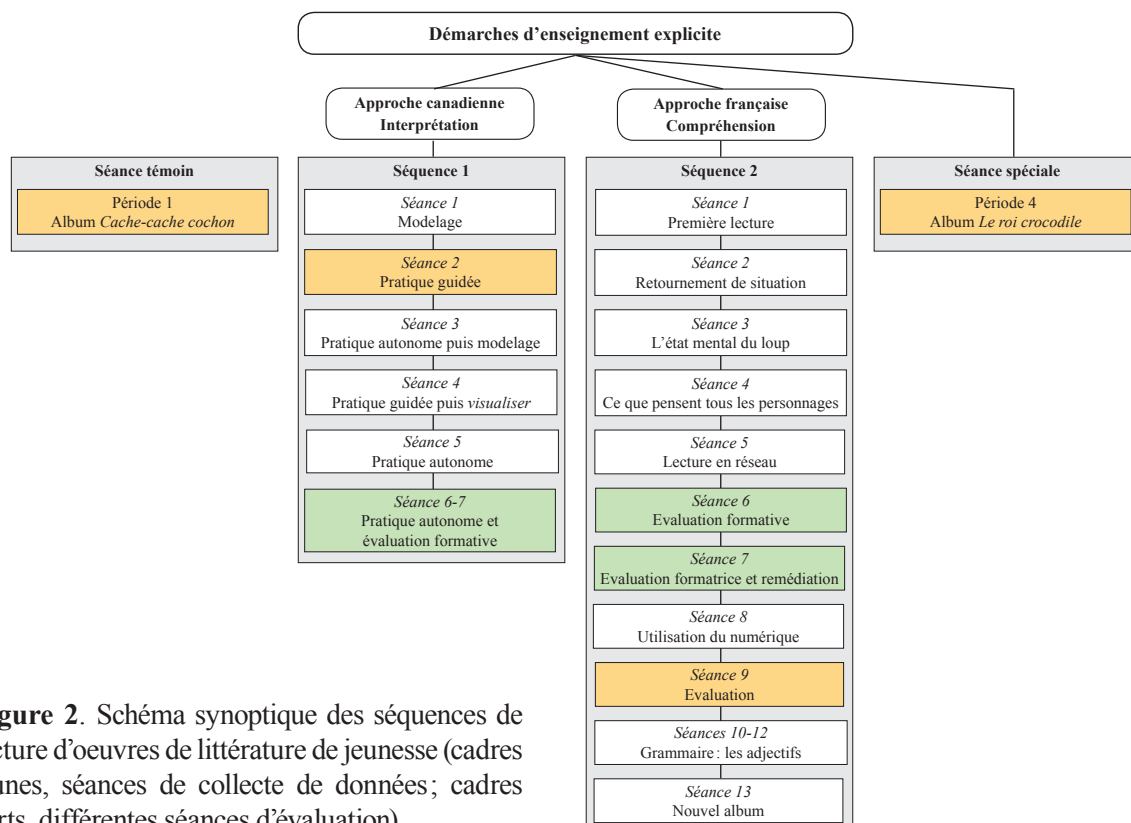 Démarches d'enseignement explicite
Approche canadienne
Interprétation
Approche française
Compréhension
Séance témoin
Période 1
Album Cache-cache cochon
Séquence 1
Séance 1
Modelage
Séance 2
Pratique guidée
Séance 3
Pratique autonome puis modelage
Séance 4
Pratique guidée puis visualiser
Séance 5
Pratique autonome
Séance 6-7
Pratique autonome et
évaluation formative
Séquence 2
Séance 1
Première lecture
Séance 2
Retournement de situation
Séance 3
L'état mental du loup
Séance 4
Ce que pensent tous les personnages
Séance 5
Lecture en réseau
Séance 6
Evaluation formative
Séance 7
Evaluation formatrice et remédiation
Séance 8
Utilisation du numérique
Séance 9
Evaluation
Séances 10-12
Grammaire : les adjectifs
Séance 13
Nouvel album
Séance spéciale
Période 4
Album Le roi crocodile
gure 2. Schéma synoptique des séquences de
cture d'oeuvres de littérature de jeunesse (cadres
unes, séances de collecte de données; cadres
rts, différentes séances d'évaluation)